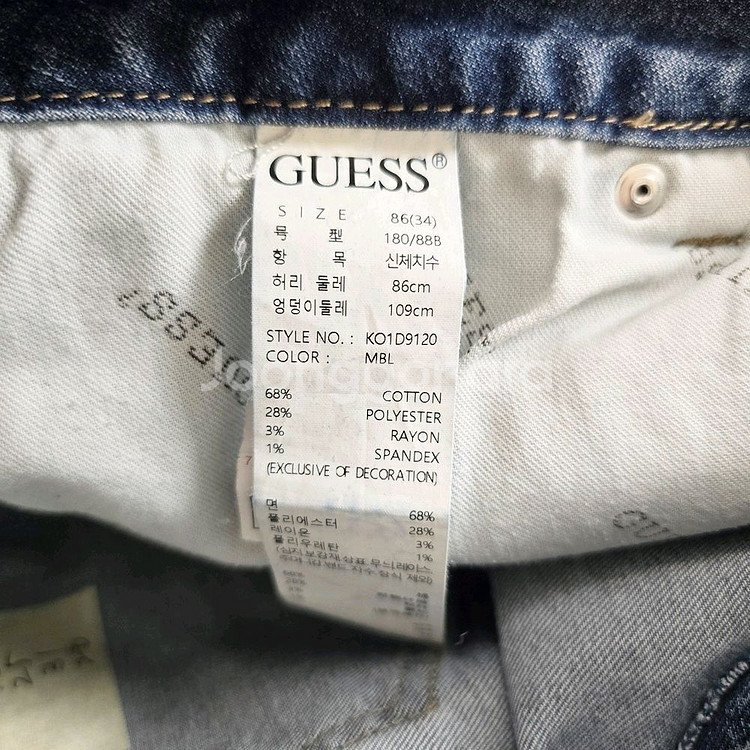 GUESS®
SIZE 86(34)
호 형 180/88B
항 목 신체치수
허리 둘레 86cm
엉덩이둘레 109cm
STYLE NO. : KO1D9120
COLOR : MBL
68% COTTON
28% POLYESTER
3% RAYON
1% SPANDEX
(EXCLUSIVE OF DECORATION)
면 68%
폴리에스터 28%
레이온 3%
폴리우레탄 1%
Joonggonara